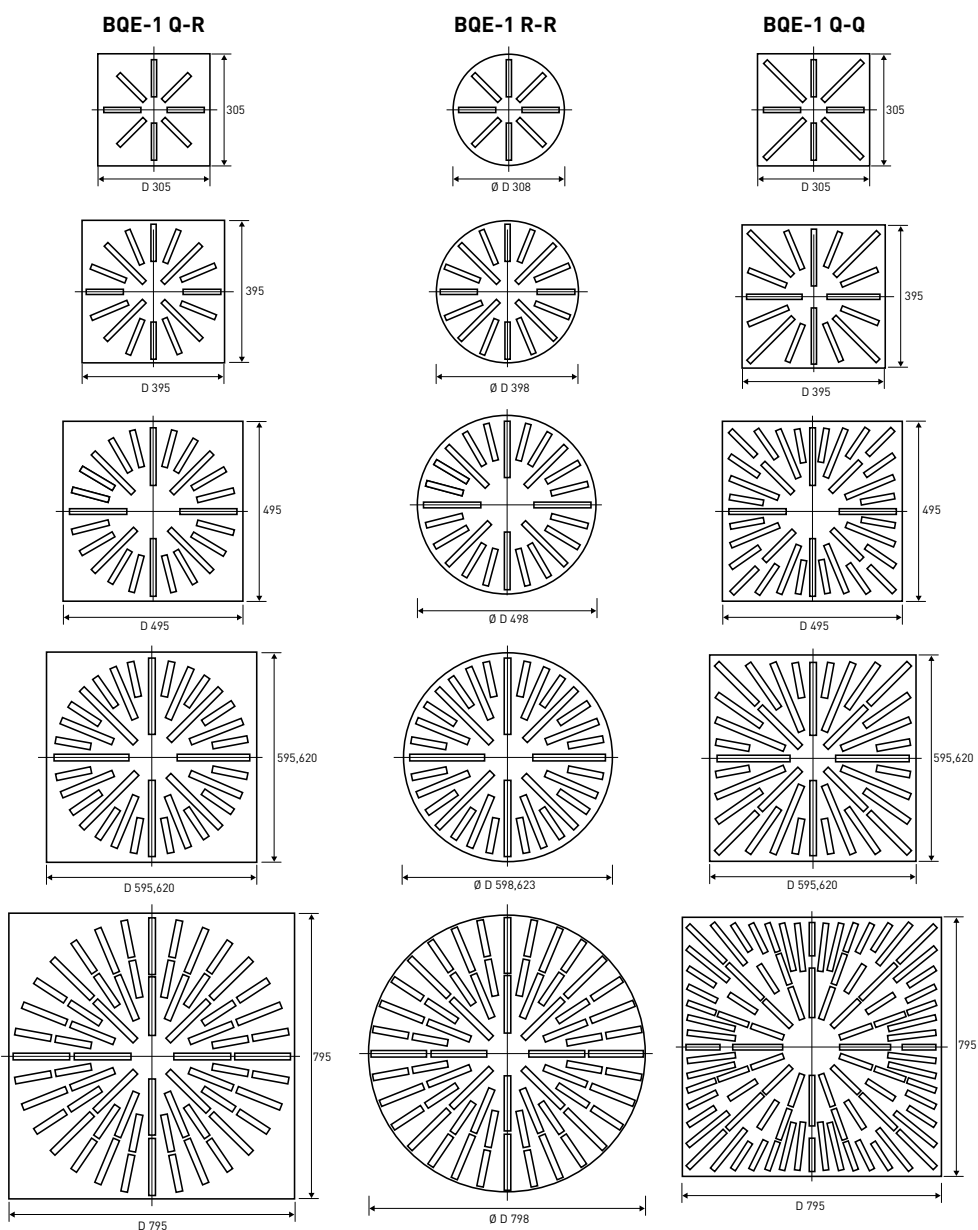 BQE-1 Q-R
BQE-1 R-R
BQE-1 Q-Q
305
D 305
Ø D 308
305
D 305
395
D 395
Ø D 398
395
D 395
495
D 495
Ø D 498
495
D 495
595,620
D 595,620
Ø D 598,623
595,620
D 595,620
795
D 795
Ø D 798
795
D 795